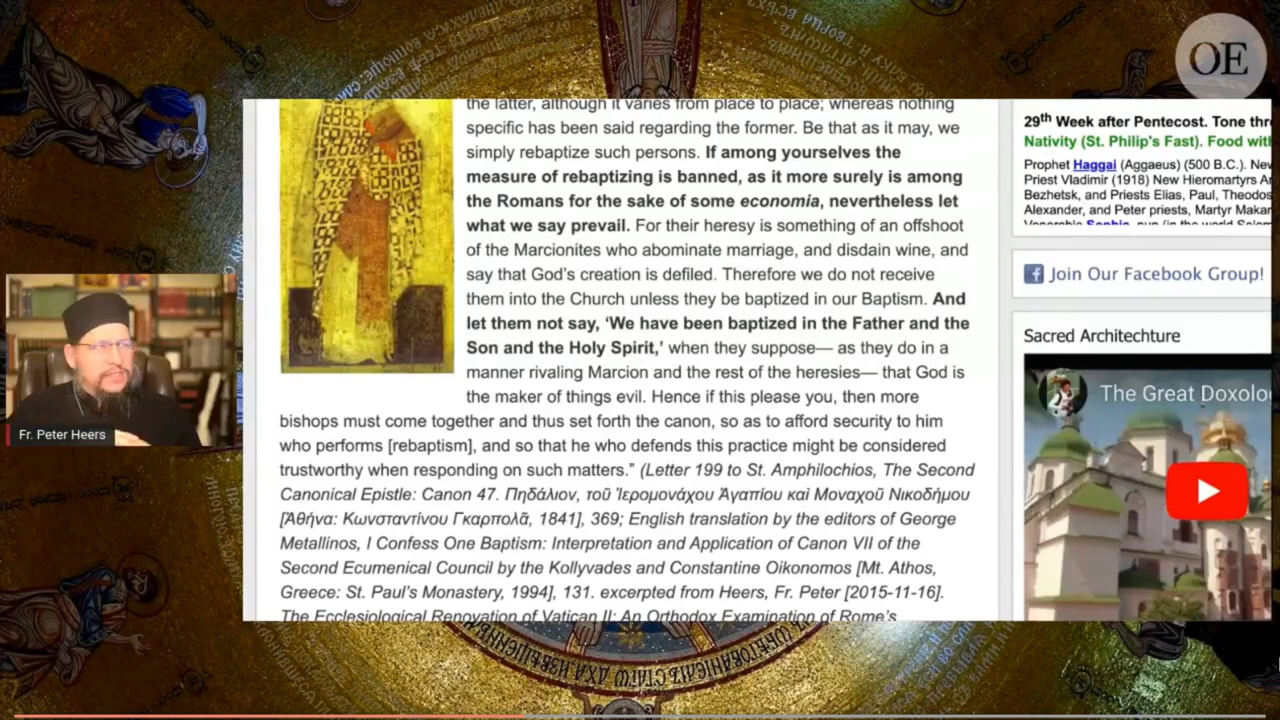 OE
the latter, although it varies from place to place; whereas nothing
specific has been said regarding the former. Be that as it may, we
simply rebaptize such persons. If among yourselves the
measure of rebaptizing is banned, as it more surely is among
the Romans for the sake of some economia, nevertheless let
what we say prevail. For their heresy is something of an offshoot
of the Marcionites who abominate marriage, and disdain wine, and
say that God's creation is defiled. Therefore we do not receive
them into the Church unless they be baptized in our Baptism. And
let them not say, ‘We have been baptized in the Father and the
Son and the Holy Spirit,’ when they suppose— as they do in a
manner rivaling Marcion and the rest of the heresies— that God is
the maker of things evil. Hence if this please you, then more
bishops must come together and thus set forth the canon, so as to afford security to him
who performs [rebaptism], and so that he who defends this practice might be considered
trustworthy when responding on such matters.” (Letter 199 to St. Amphilochios, The Second
Canonical Epistle: Canon 47. Πηδάλιον, τοῦ Ἱερομονάχου Ἀγαπίου καὶ Μοναχοῦ Νικοδήμου
[Ἀθήνα: Κωνσταντίνου Γκαρπολᾶ, 1841], 369; English translation by the editors of George
Metallinos, I Confess One Baptism: Interpretation and Application of Canon VII of the
Second Ecumenical Council by the Kollyvades and Constantine Oikonomos [Mt. Athos,
Greece: St. Paul's Monastery, 1994], 131. excerpted from Heers, Fr. Peter [2015-11-16].
The Ecclesiological Renovation of Vatican II: An Orthodox Examination of Rome's
29th Week after Pentecost. Tone
Nativity (St. Philip's Fast). Food
Prophet Haggai (Aggaeus) (500 B.C.).
Priest Vladimir (1918) New Hieromartyrs
Bezhetsk, and Priests Elias, Paul,
Alexander, and Peter priests, Martyr
Join Our Facebook Group!
Sacred Architechture
The Great
Fr. Peter Heers